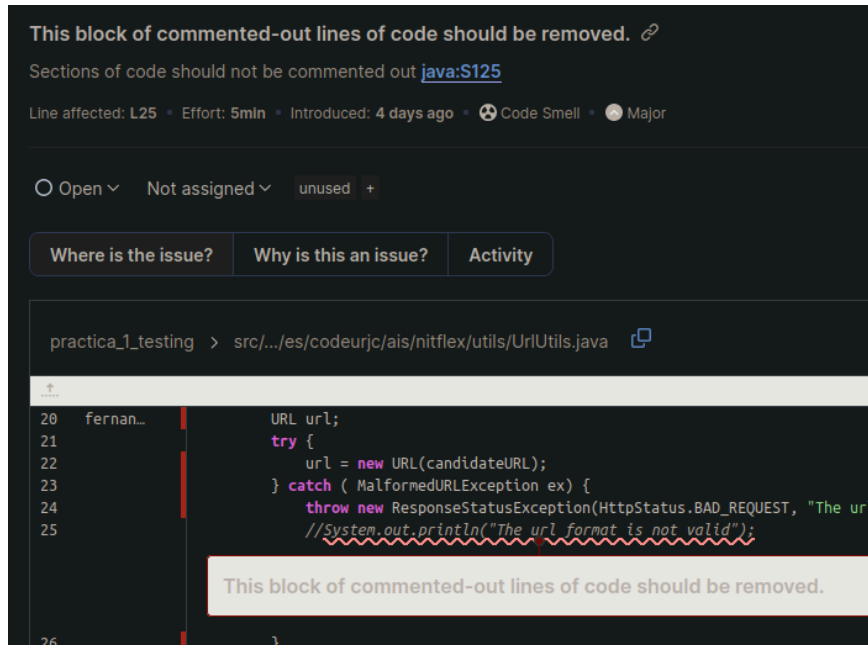 This block of commented-out lines of code should be removed.
Sections of code should not be commented out java:S125
Line affected: L25 • Effort: 5min • Introduced: 4 days ago • Code Smell • Major
Open Not assigned unused +
Where is the issue? Why is this an issue? Activity
practica_1_testing > src/.../es/codeurjc/ais/nitflex/utils/UrlUtils.java
20 fernan... URL url;
21 try {
22 url = new URL(candidateURL);
23 } catch ( MalformedURLException ex) {
24 throw new ResponseStatusException(HttpStatus.BAD_REQUEST, "The ur
25 //System.out.println("The url format is not valid");
This block of commented-out lines of code should be removed.
26 }